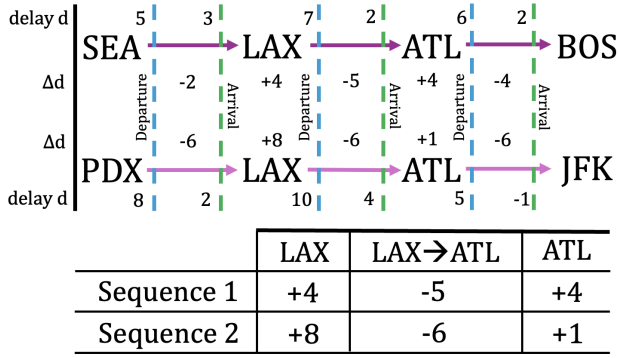 delay d 5 3 7 2 6 2
SEA LAX ATL BOS
Δd -2 +4 -5 +4 -4
Departure Arrival Departure Arrival Departure Arrival
Δd -6 +8 -6 +1 -6
PDX LAX ATL JFK
delay d 8 2 10 4 5 -1
LAX LAX→ATL ATL
Sequence 1 +4 -5 +4
Sequence 2 +8 -6 +1